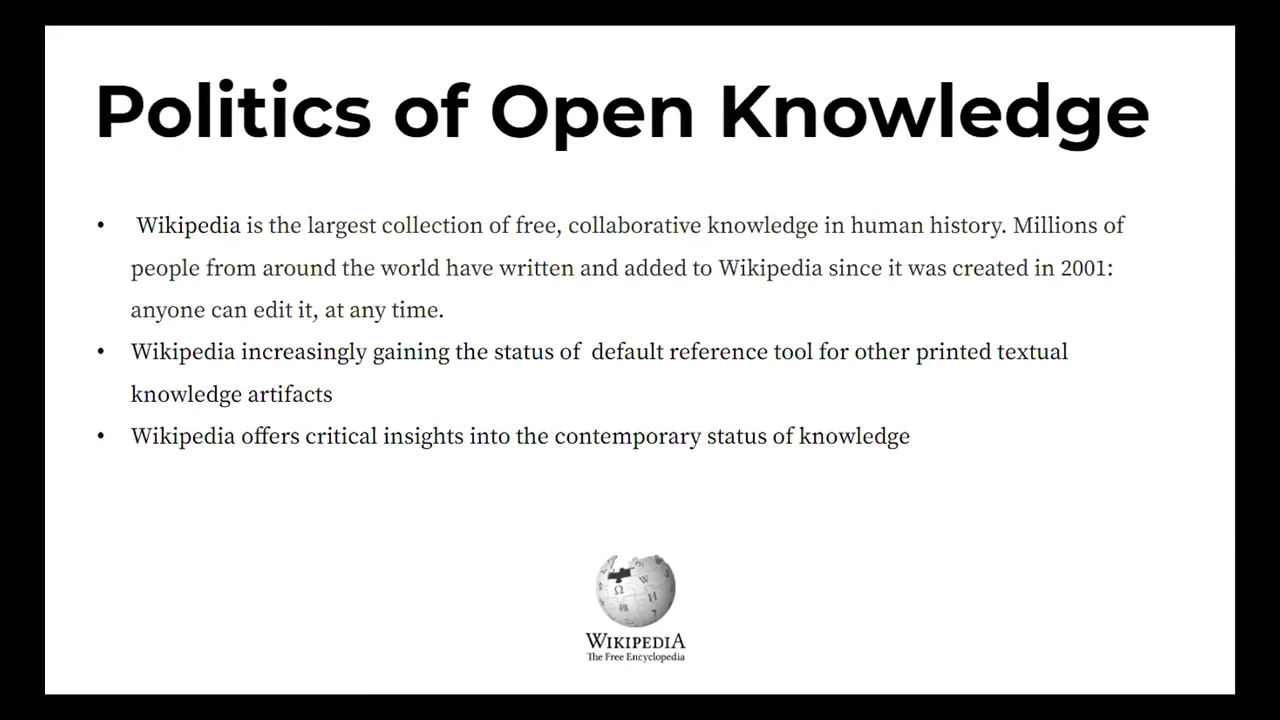 Politics of Open Knowledge
• Wikipedia is the largest collection of free, collaborative knowledge in human history. Millions of
people from around the world have written and added to Wikipedia since it was created in 2001:
anyone can edit it, at any time.
• Wikipedia increasingly gaining the status of default reference tool for other printed textual
knowledge artifacts
• Wikipedia offers critical insights into the contemporary status of knowledge
Ω W И
WIKIPEDIA
The Free Encyclopedia